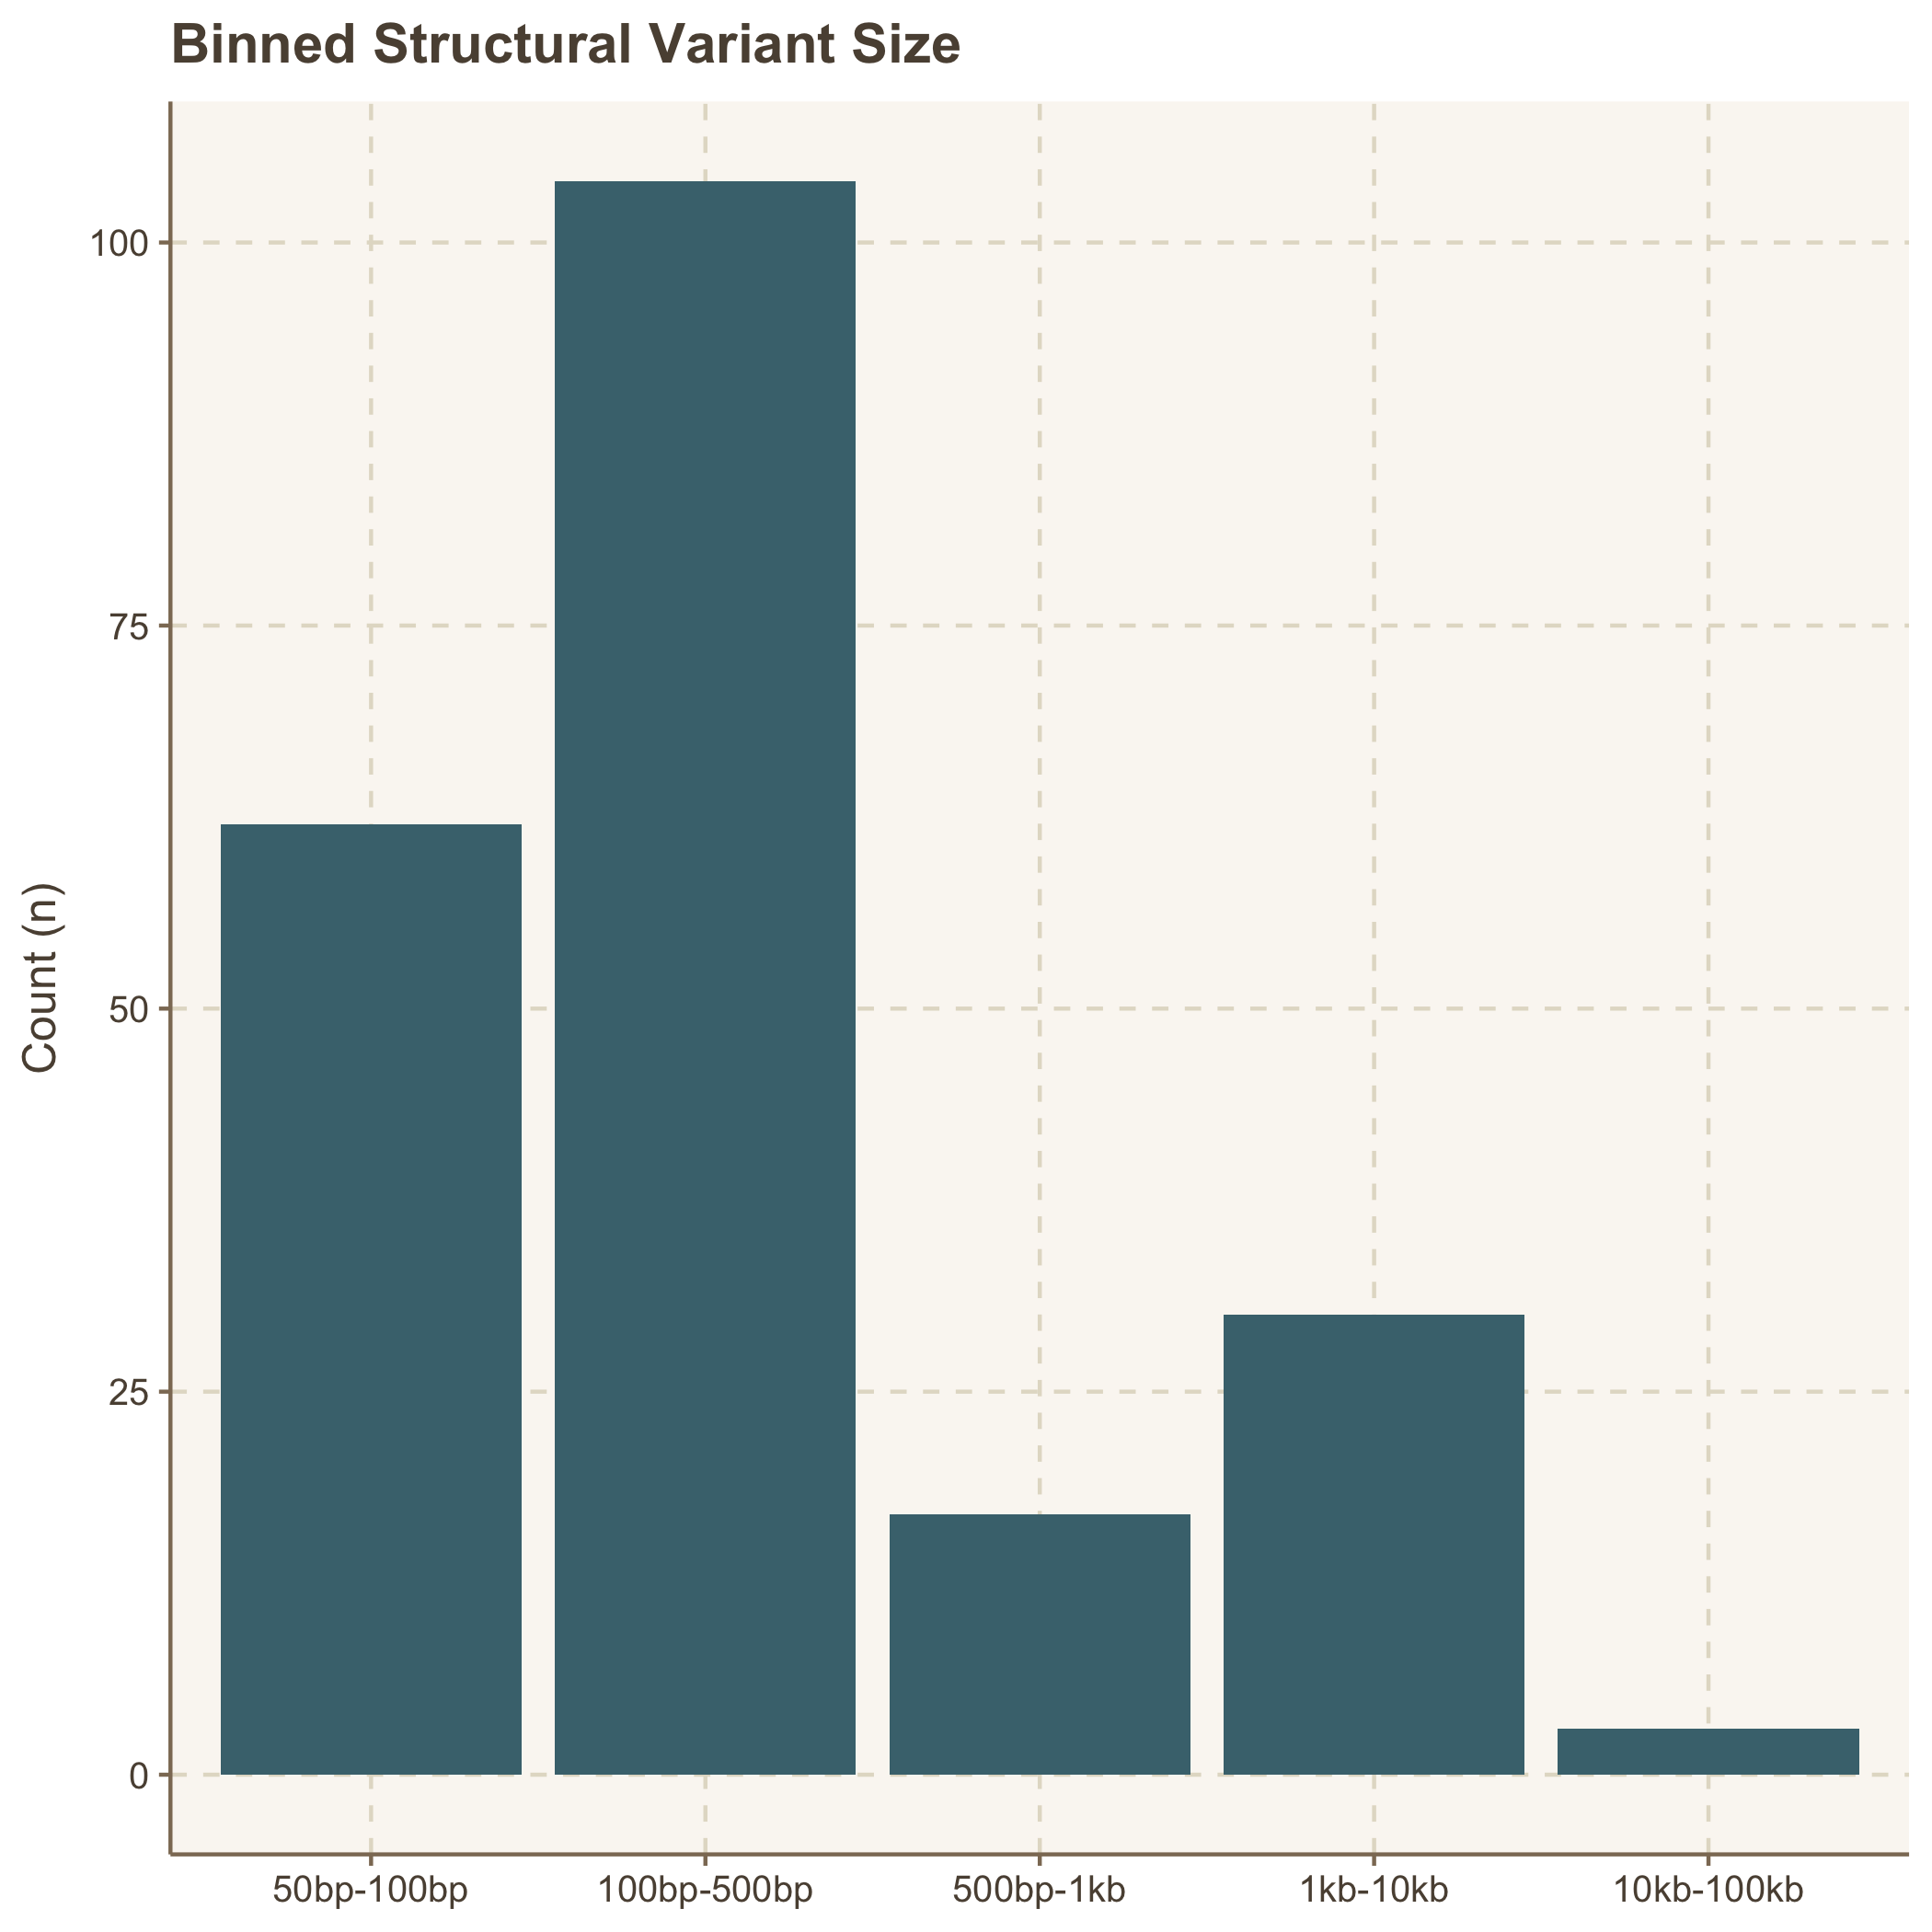 Binned Structural Variant Size
Count (n)
100
75
50
25
0
50bp-100bp
100bp-500bp
500bp-1kb
1kb-10kb
10kb-100kb